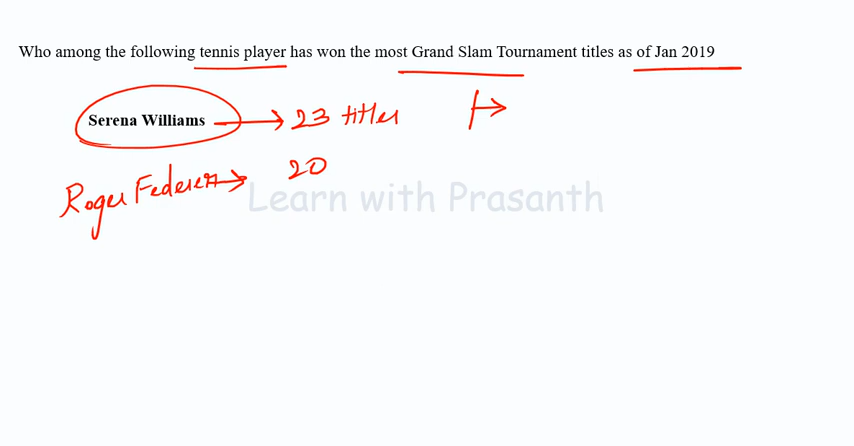 Who among the following tennis player has won the most Grand Slam Tournament titles as of Jan 2019
Serena Williams → 23 titles
Roger Federer → 20
Learn with Prasanth